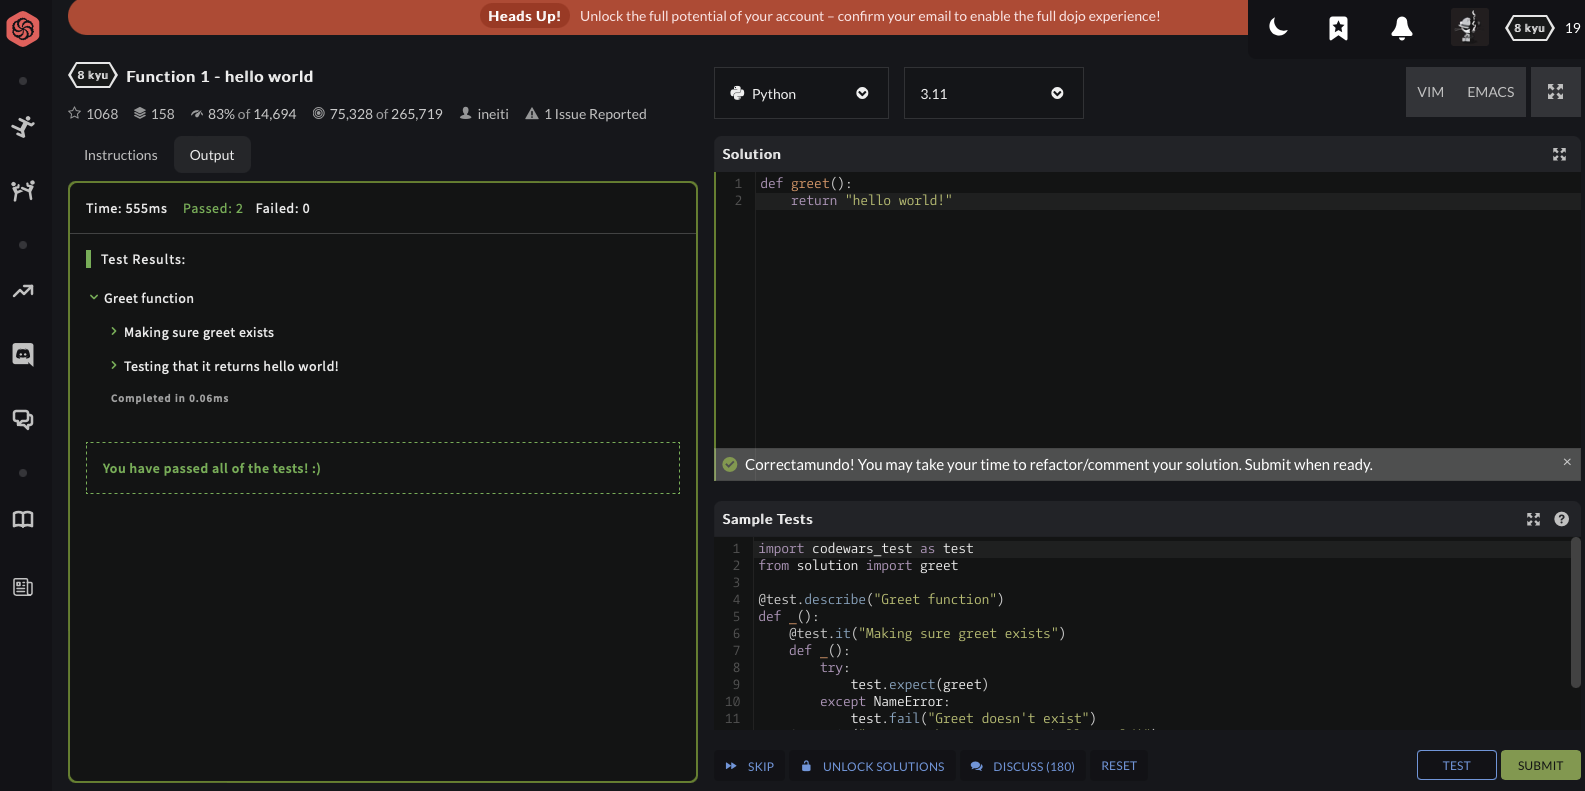 Heads Up! Unlock the full potential of your account – confirm your email to enable the full dojo experience!
8 kyu 19
8 kyu Function 1 - hello world
1068 158 83% of 14,694 75,328 of 265,719 ineiti 1 Issue Reported
Instructions Output
Time: 555ms Passed: 2 Failed: 0
Test Results:
Greet function
Making sure greet exists
Testing that it returns hello world!
Completed in 0.06ms
You have passed all of the tests! :)
Python 3.11 VIM EMACS
Solution
1 def greet():
2     return "hello world!"
Correctamundo! You may take your time to refactor/comment your solution. Submit when ready. ×
Sample Tests ?
1 import codewars_test as test
2 from solution import greet
3
4 @test.describe("Greet function")
5 def _():
6     @test.it("Making sure greet exists")
7     def _():
8         try:
9             test.expect(greet)
10         except NameError:
11             test.fail("Greet doesn't exist")
SKIP UNLOCK SOLUTIONS DISCUSS (180) RESET TEST SUBMIT